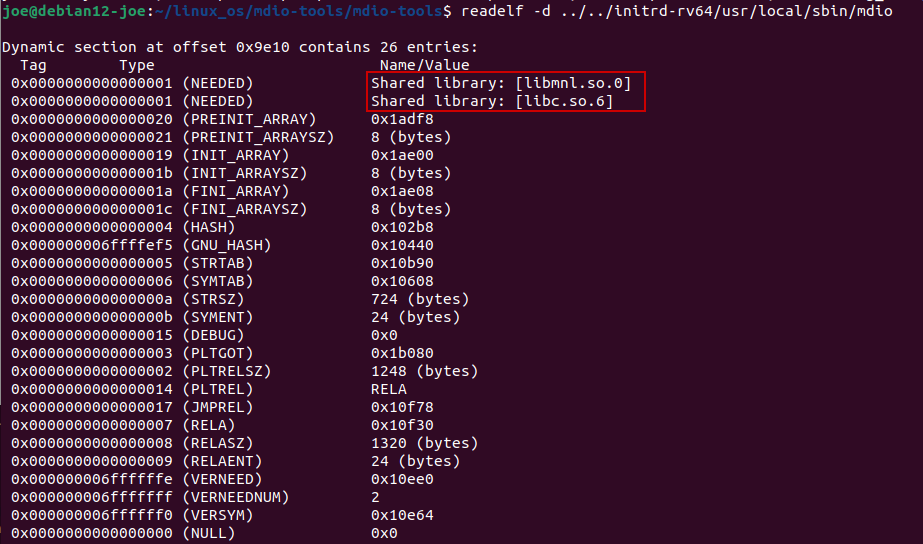 joe@debian12-joe:~/linux_os/mdio-tools/mdio-tools$ readelf -d ../../initrd-rv64/usr/local/sbin/mdio
Dynamic section at offset 0x9e10 contains 26 entries:
Tag Type Name/Value
0x0000000000000001 (NEEDED) Shared library: [libmnl.so.0]
0x0000000000000001 (NEEDED) Shared library: [libc.so.6]
0x0000000000000020 (PREINIT_ARRAY) 0x1adf8
0x0000000000000021 (PREINIT_ARRAYSZ) 8 (bytes)
0x0000000000000019 (INIT_ARRAY) 0x1ae00
0x000000000000001b (INIT_ARRAYSZ) 8 (bytes)
0x000000000000001a (FINI_ARRAY) 0x1ae08
0x000000000000001c (FINI_ARRAYSZ) 8 (bytes)
0x0000000000000004 (HASH) 0x102b8
0x000000006ffffef5 (GNU_HASH) 0x10440
0x0000000000000005 (STRTAB) 0x10b90
0x0000000000000006 (SYMTAB) 0x10608
0x000000000000000a (STRSZ) 724 (bytes)
0x000000000000000b (SYMENT) 24 (bytes)
0x0000000000000015 (DEBUG) 0x0
0x0000000000000003 (PLTGOT) 0x1b080
0x0000000000000002 (PLTRELSZ) 1248 (bytes)
0x0000000000000014 (PLTREL) RELA
0x0000000000000017 (JMPREL) 0x10f78
0x0000000000000007 (RELA) 0x10f30
0x0000000000000008 (RELASZ) 1320 (bytes)
0x0000000000000009 (RELAENT) 24 (bytes)
0x000000006ffffffe (VERNEED) 0x10ee0
0x000000006fffffff (VERNEEDNUM) 2
0x000000006ffffff0 (VERSYM) 0x10e64
0x0000000000000000 (NULL) 0x0